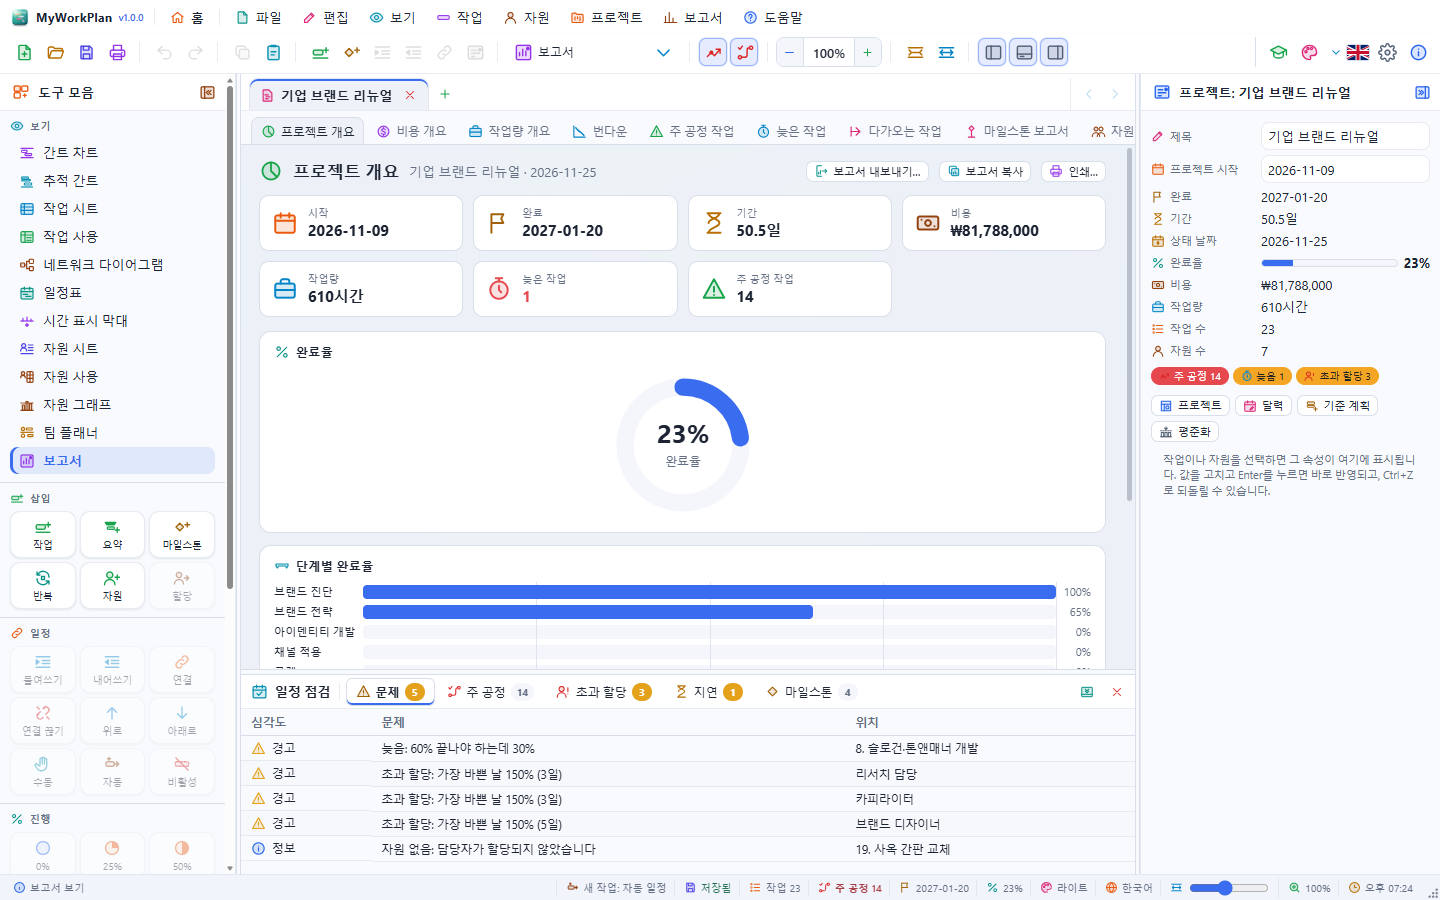 MyWorkPlan v1.0.0 홈 파일 편집 보기 작업 자원 프로젝트 보고서 도움말
보고서 100%
도구 모음
보기
간트 차트
추적 간트
작업 시트
작업 사용
네트워크 다이어그램
일정표
시간 표시 막대
자원 시트
자원 사용
자원 그래프
팀 플래너
보고서
삽입
작업 요약 마일스톤
반복 자원 할당
일정
들여쓰기 내어쓰기 연결
연결 끊기 위로 아래로
수동 자동 비활성
진행
0% 25% 50%
기업 브랜드 리뉴얼
프로젝트 개요 비용 개요 작업량 개요 번다운 주 공정 작업 늦은 작업 다가오는 작업 마일스톤 보고서 자원
프로젝트 개요 기업 브랜드 리뉴얼 · 2026-11-25 보고서 내보내기... 보고서 복사 인쇄...
시작 2026-11-09
완료 2027-01-20
기간 50.5일
비용 ₩81,788,000
작업량 610시간
늦은 작업 1
주 공정 작업 14
완료율
23%
완료율
단계별 완료율
브랜드 진단 100%
브랜드 전략 65%
아이덴티티 개발 0%
채널 적용 0%
일정 점검 문제 5 주 공정 14 초과 할당 3 지연 1 마일스톤 4
심각도 문제 위치
경고 늦음: 60% 끝나야 하는데 30% 8. 슬로건·톤앤매너 개발
경고 초과 할당: 가장 바쁜 날 150% (3일) 리서치 담당
경고 초과 할당: 가장 바쁜 날 150% (3일) 카피라이터
경고 초과 할당: 가장 바쁜 날 150% (5일) 브랜드 디자이너
정보 자원 없음: 담당자가 할당되지 않았습니다 19. 사옥 간판 교체
프로젝트: 기업 브랜드 리뉴얼
제목 기업 브랜드 리뉴얼
프로젝트 시작 2026-11-09
완료 2027-01-20
기간 50.5일
상태 날짜 2026-11-25
완료율 23%
비용 ₩81,788,000
작업량 610시간
작업 수 23
자원 수 7
주 공정 14 늦음 1 초과 할당 3
프로젝트 달력 기준 계획
평준화
작업이나 자원을 선택하면 그 속성이 여기에 표시됩니
다. 값을 고치고 Enter를 누르면 바로 반영되고, Ctrl+Z
로 되돌릴 수 있습니다.
보고서 보기 새 작업: 자동 일정 저장됨 작업 23 주 공정 14 2027-01-20 23% 라이트 한국어 100% 오후 07:24